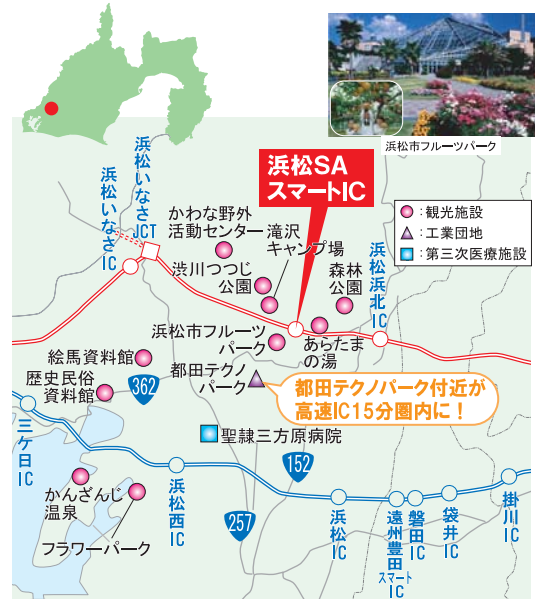 浜松市フルーツパーク
浜松SA
スマートIC
：観光施設
：工業団地
：第三次医療施設
浜松いなさ
JCT
浜松いなさ
IC
かわな野外
活動センター
滝沢
キャンプ場
渋川つつじ
公園
森林
公園
浜松浜北IC
浜松市フルーツ
パーク
あらたま
の湯
絵馬資料館
都田テクノ
パーク
歴史民俗
資料館
362
都田テクノパーク付近が
高速IC15分圏内に！
三ケ日IC
聖隷三方原病院
152
かんざんじ
温泉
浜松西IC
フラワーパーク
257
浜松IC
遠州豊田
スマートIC
磐田IC
袋井IC
掛川IC